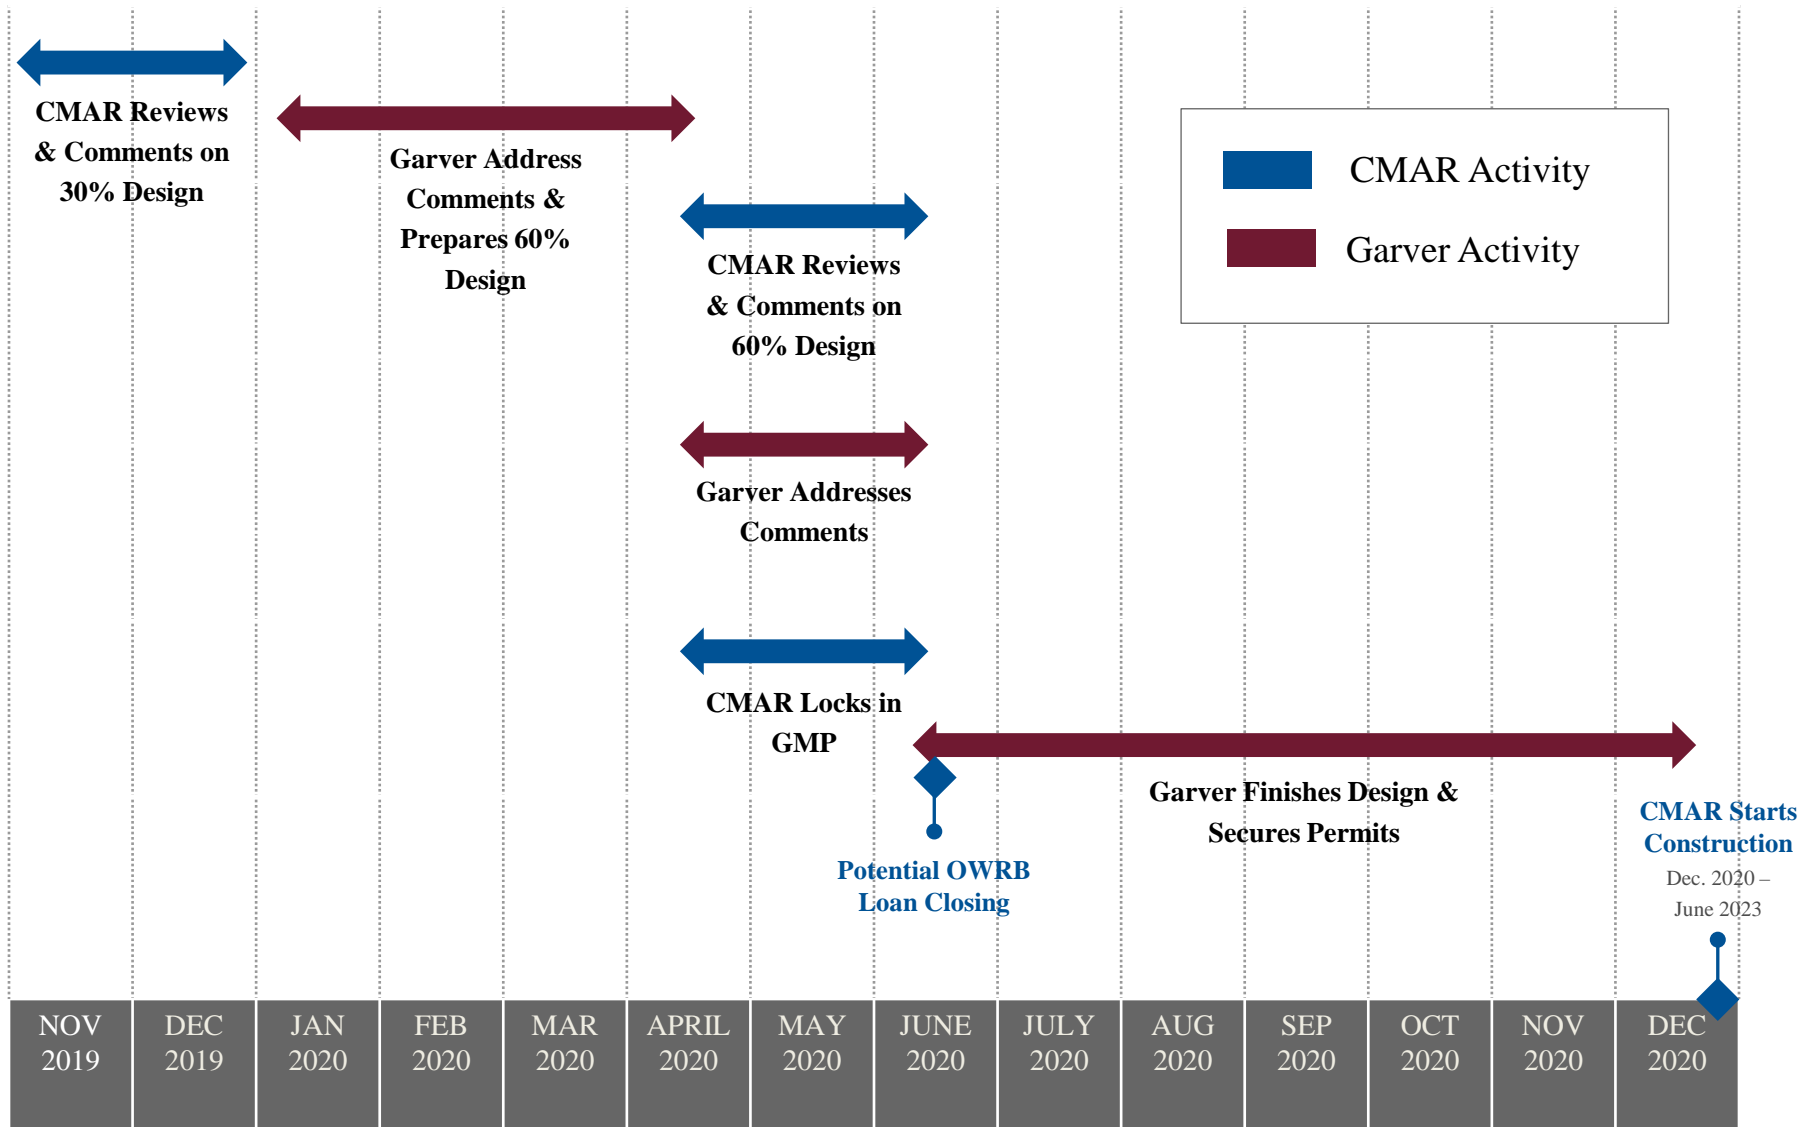 CMAR Reviews
& Comments on
30% Design
Garver Address
Comments &
Prepares 60%
Design
CMAR Activity
Garver Activity
CMAR Reviews
& Comments on
60% Design
Garver Addresses
Comments
CMAR Locks in
GMP
Garver Finishes Design &
Secures Permits
Potential OWRB
Loan Closing
CMAR Starts
Construction
Dec. 2020 –
June 2023
NOV
2019
DEC
2019
JAN
2020
FEB
2020
MAR
2020
APRIL
2020
MAY
2020
JUNE
2020
JULY
2020
AUG
2020
SEP
2020
OCT
2020
NOV
2020
DEC
2020